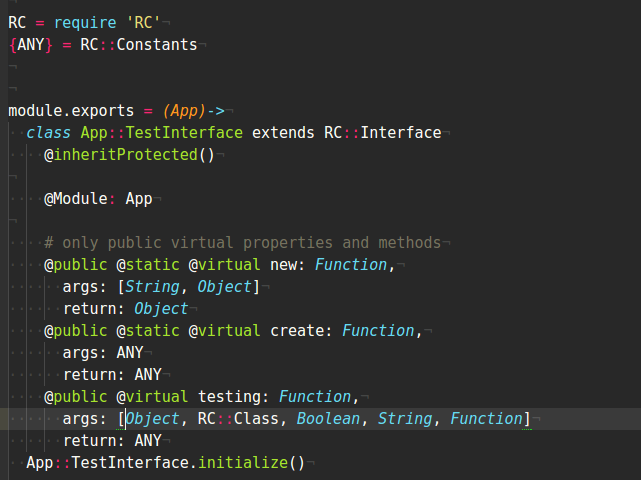 RC = require 'RC'
{ANY} = RC::Constants
module.exports = (App)->
class App::TestInterface extends RC::Interface
@inheritProtected()
@Module: App
# only public virtual properties and methods
@public @static @virtual new: Function,
args: [String, Object]
return: Object
@public @static @virtual create: Function,
args: ANY
return: ANY
@public @virtual testing: Function,
args: [Object, RC::Class, Boolean, String, Function]
return: ANY
App::TestInterface.initialize()